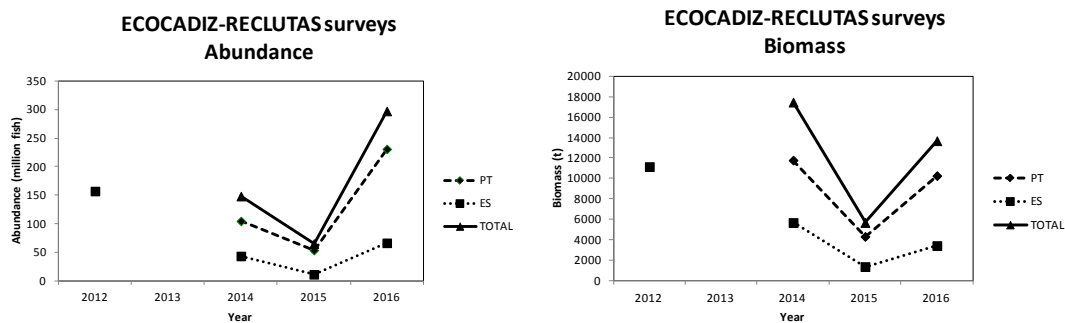 ECOCADIZ-RECLUTAS surveys
Abundance
350
300
250
200
150
100
50
0
Abundance (million fish)
2012 2013 2014 2015 2016
Year
PT
ES
TOTAL
ECOCADIZ-RECLUTAS surveys
Biomass
20000
18000
16000
14000
12000
10000
8000
6000
4000
2000
0
Biomass (t)
2012 2013 2014 2015 2016
Year
PT
ES
TOTAL